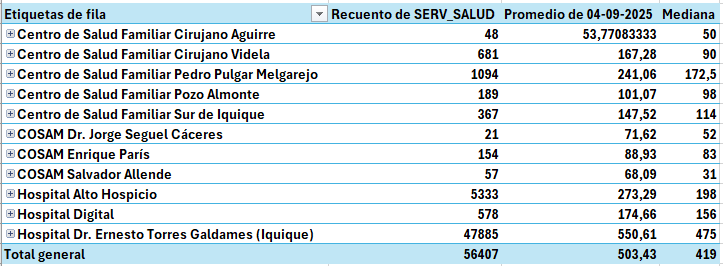 Etiquetas de fila Recuento de SERV_SALUD Promedio de 04-09-2025 Mediana
Centro de Salud Familiar Cirujano Aguirre 48 53,77083333 50
Centro de Salud Familiar Cirujano Videla 681 167,28 90
Centro de Salud Familiar Pedro Pulgar Melgarejo 1094 241,06 172,5
Centro de Salud Familiar Pozo Almonte 189 101,07 98
Centro de Salud Familiar Sur de Iquique 367 147,52 114
COSAM Dr. Jorge Seguel Cáceres 21 71,62 52
COSAM Enrique París 154 88,93 83
COSAM Salvador Allende 57 68,09 31
Hospital Alto Hospicio 5333 273,29 198
Hospital Digital 578 174,66 156
Hospital Dr. Ernesto Torres Galdames (Iquique) 47885 550,61 475
Total general 56407 503,43 419